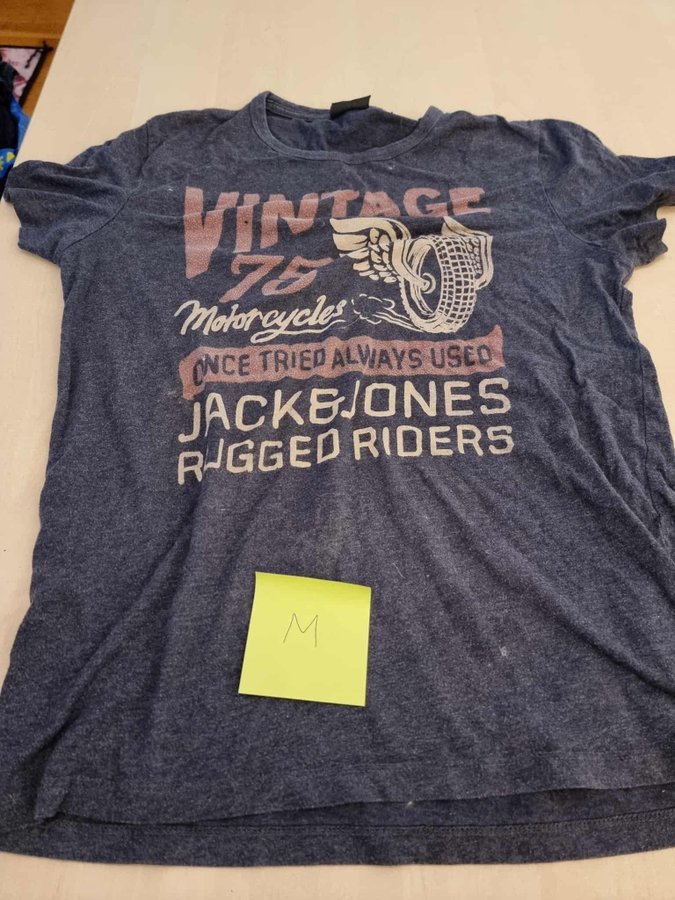 VINTAGE
75
Motorcycles
ONCE TRIED ALWAYS USED
JACK&JONES
RUGGED RIDERS
M